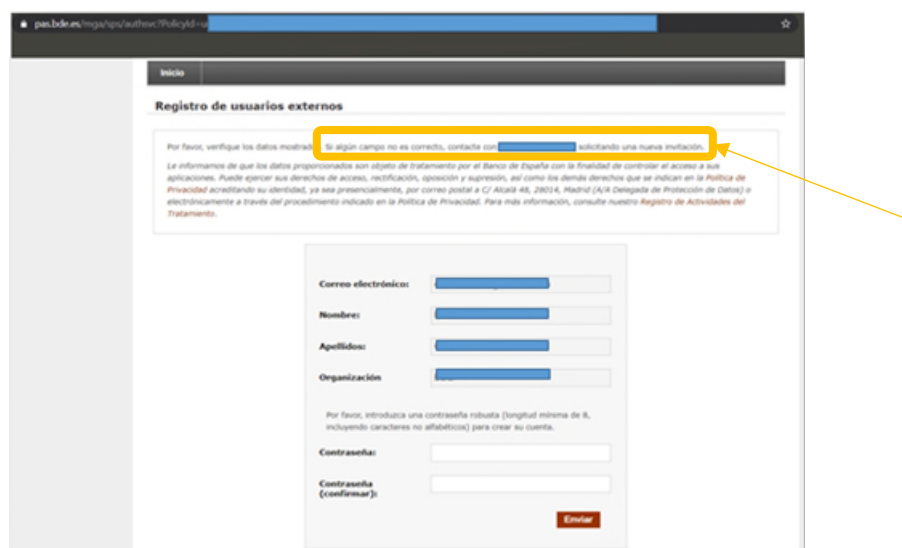 pas.bde.es/mga/sps/authsvc?PolicyId=u
Inicio
Registro de usuarios externos
Por favor, verifique los datos mostrados. Si algún campo no es correcto, contacte con solicitando una nueva invitación.
Le informamos de que los datos proporcionados son objeto de tratamiento por el Banco de España con la finalidad de controlar el acceso a sus
aplicaciones. Puede ejercer sus derechos de acceso, rectificación, oposición y supresión, así como los demás derechos que se indican en la Política de
Privacidad acreditando su identidad, ya sea presencialmente, por correo postal a C/ Alcalá 48, 28014, Madrid (A/A Delegada de Protección de Datos) o
electrónicamente a través del procedimiento indicado en la Política de Privacidad. Para más información, consulte nuestro Registro de Actividades del
Tratamiento.
Correo electrónico:
Nombre:
Apellidos:
Organización
Por favor, introduzca una contraseña robusta (longitud mínima de 8,
incluyendo caracteres no alfabéticos) para crear su cuenta.
Contraseña:
Contraseña
(confirmar):
Enviar